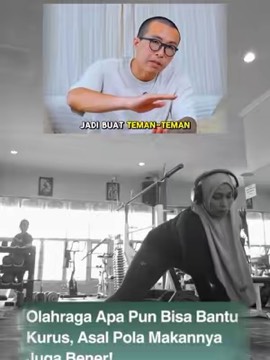 JADI BUAT TEMAN-TEMAN
Olahraga Apa Pun Bisa Bantu
Kurus, Asal Pola Makannya
Juga Bener!